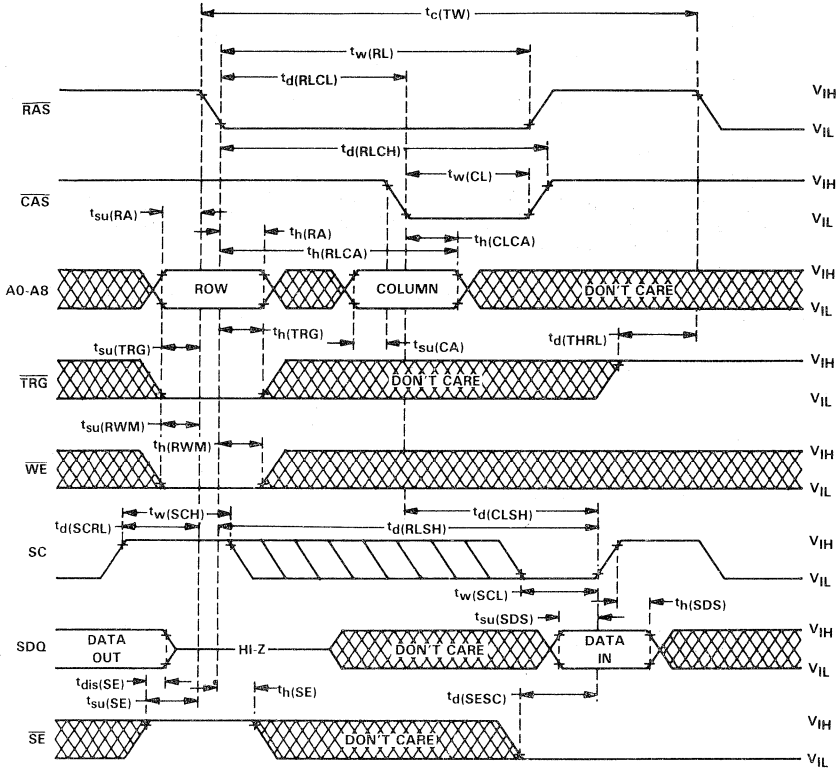 tc(TW)
tw(RL)
td(RLCL)
RAS
VIH
VIL
td(RLCH)
tw(CL)
CAS
VIH
VIL
tsu(RA)
th(RA)
th(RLCA)
th(CLCA)
A0-A8
ROW
COLUMN
DON'T CARE
VIH
VIL
th(TRG)
tsu(TRG)
tsu(CA)
td(THRL)
TRG
DON'T CARE
VIH
VIL
tsu(RWM)
th(RWM)
WE
VIH
VIL
tw(SCH)
td(CLSH)
td(SCRL)
td(RLSH)
SC
VIH
VIL
tw(SCL)
tsu(SDS)
th(SDS)
SDQ
DATA OUT
HI-Z
DON'T CARE
DATA IN
VIH
VIL
tdis(SE)
tsu(SE)
th(SE)
td(SESC)
SE
DON'T CARE
VIH
VIL